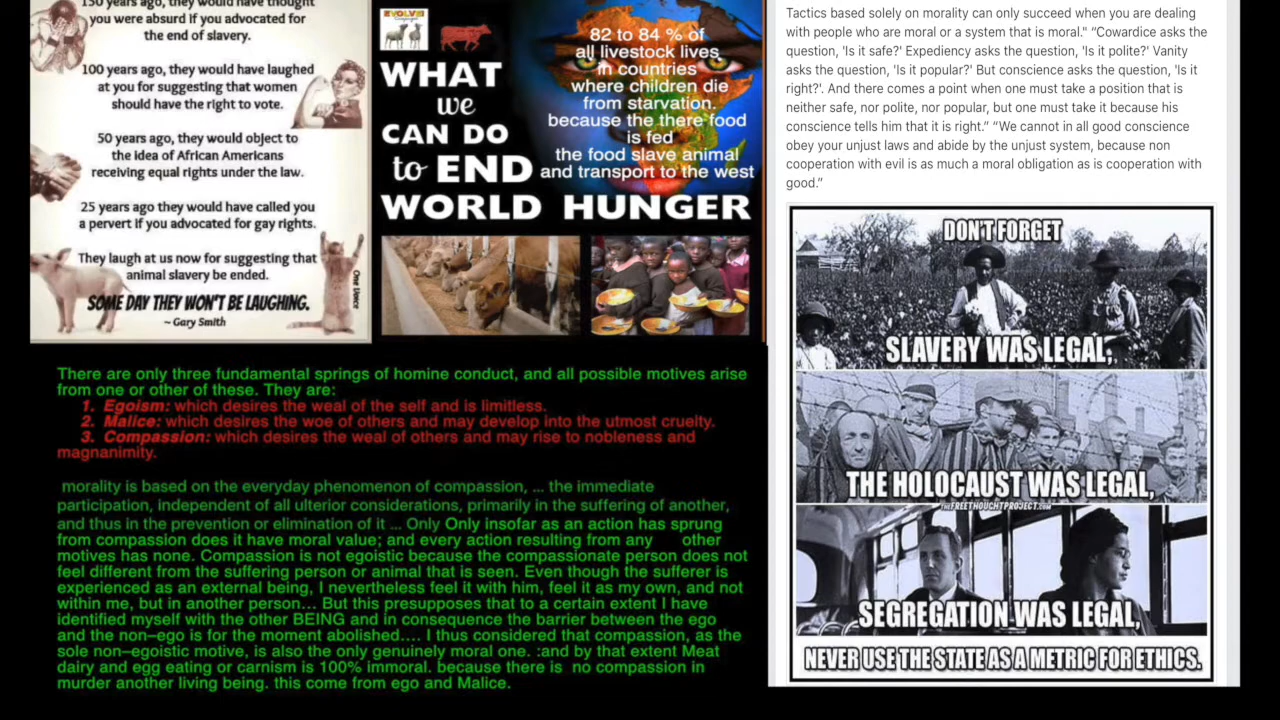 150 years ago, they would have thought
you were absurd if you advocated for
the end of slavery.
100 years ago, they would have laughed
at you for suggesting that women
should have the right to vote.
50 years ago, they would object to
the idea of African Americans
receiving equal rights under the law.
25 years ago they would have called you
a pervert if you advocated for gay rights.
They laugh at us now for suggesting that
animal slavery be ended.
SOME DAY THEY WON'T BE LAUGHING.
~ Gary Smith
One Voice
EVOLVE
WHAT
we
CAN DO
to END
WORLD HUNGER
82 to 84 % of
all livestock lives
in countries
where children die
from starvation.
because the there food
is fed
the food slave animal
and transport to the west
There are only three fundamental springs of homine conduct, and all possible motives arise
from one or other of these. They are:
1. Egoism: which desires the weal of the self and is limitless.
2. Malice: which desires the woe of others and may develop into the utmost cruelty.
3. Compassion: which desires the weal of others and may rise to nobleness and
magnanimity.
morality is based on the everyday phenomenon of compassion, ... the immediate
participation, independent of all ulterior considerations, primarily in the suffering of another,
and thus in the prevention or elimination of it ... Only Only insofar as an action has sprung
from compassion does it have moral value; and every action resulting from any other
motives has none. Compassion is not egoistic because the compassionate person does not
feel different from the suffering person or animal that is seen. Even though the sufferer is
experienced as an external being, I nevertheless feel it with him, feel it as my own, and not
within me, but in another person... But this presupposes that to a certain extent I have
identified myself with the other BEING and in consequence the barrier between the ego
and the non–ego is for the moment abolished.... I thus considered that compassion, as the
sole non–egoistic motive, is also the only genuinely moral one. :and by that extent Meat
dairy and egg eating or carnism is 100% immoral. because there is no compassion in
murder another living being. this come from ego and Malice.
Tactics based solely on morality can only succeed when you are dealing
with people who are moral or a system that is moral." “Cowardice asks the
question, 'Is it safe?' Expediency asks the question, 'Is it polite?' Vanity
asks the question, 'Is it popular?' But conscience asks the question, 'Is it
right?'. And there comes a point when one must take a position that is
neither safe, nor polite, nor popular, but one must take it because his
conscience tells him that it is right.” “We cannot in all good conscience
obey your unjust laws and abide by the unjust system, because non
cooperation with evil is as much a moral obligation as is cooperation with
good.”
DON'T FORGET
SLAVERY WAS LEGAL,
THE HOLOCAUST WAS LEGAL,
THEFREETHOUGHTPROJECT.COM
SEGREGATION WAS LEGAL,
NEVER USE THE STATE AS A METRIC FOR ETHICS.